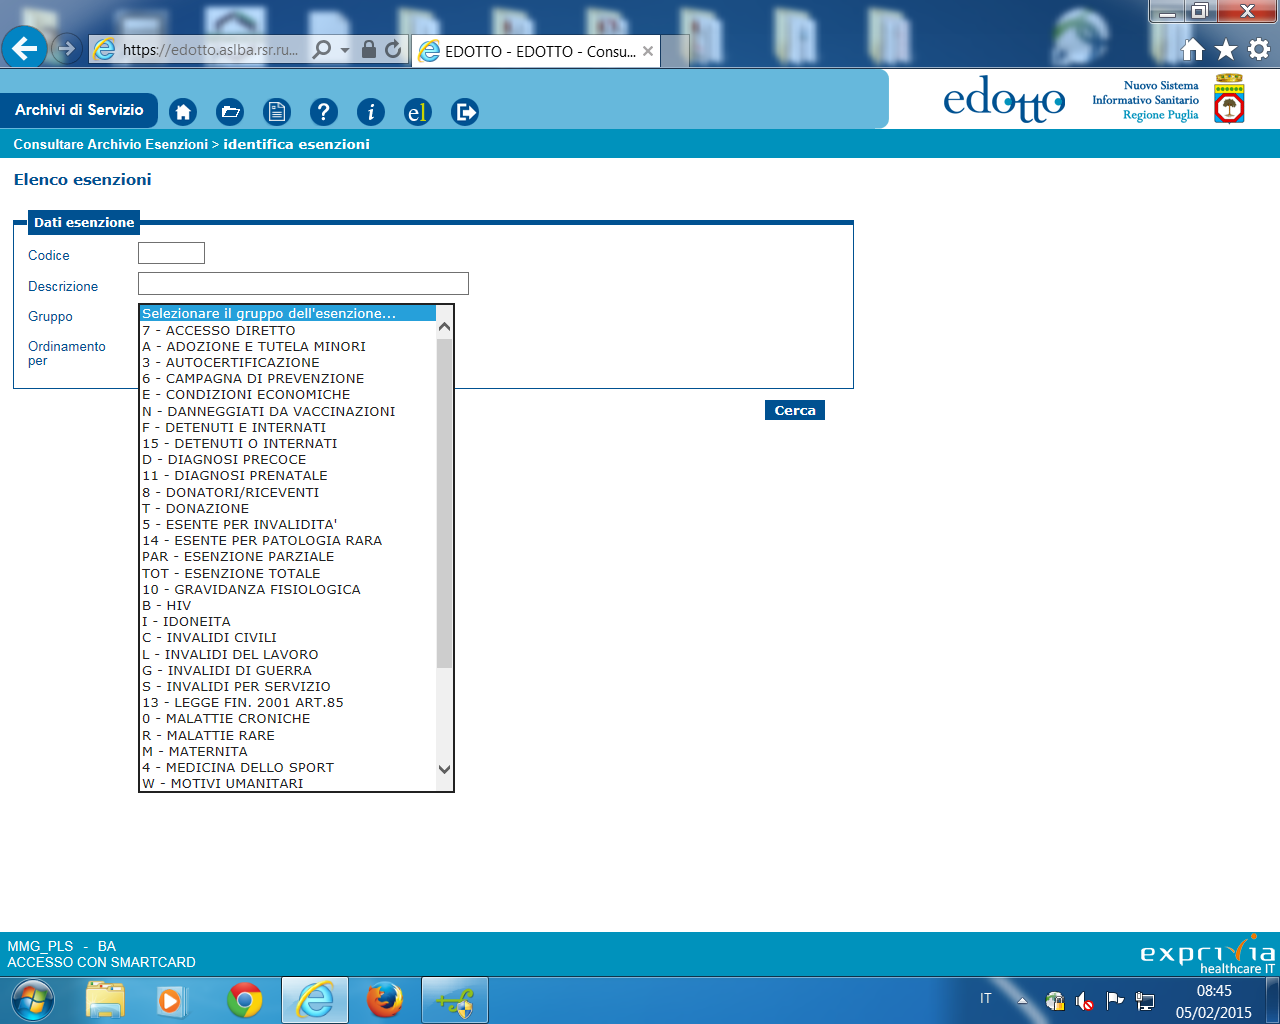 https://edotto.aslba.rsr.ru...
EDOTTO - EDOTTO - Consu...
Archivi di Servizio
edotto
Nuovo Sistema
Informativo Sanitario
Regione Puglia
Consultare Archivio Esenzioni > identifica esenzioni
Elenco esenzioni
Dati esenzione
Codice
Descrizione
Gruppo
Ordinamento
per
Selezionare il gruppo dell'esenzione...
7 - ACCESSO DIRETTO
A - ADOZIONE E TUTELA MINORI
3 - AUTOCERTIFICAZIONE
6 - CAMPAGNA DI PREVENZIONE
E - CONDIZIONI ECONOMICHE
N - DANNEGGIATI DA VACCINAZIONI
F - DETENUTI E INTERNATI
15 - DETENUTI O INTERNATI
D - DIAGNOSI PRECOCE
11 - DIAGNOSI PRENATALE
8 - DONATORI/RICEVENTI
T - DONAZIONE
5 - ESENTE PER INVALIDITA'
14 - ESENTE PER PATOLOGIA RARA
PAR - ESENZIONE PARZIALE
TOT - ESENZIONE TOTALE
10 - GRAVIDANZA FISIOLOGICA
B - HIV
I - IDONEITA
C - INVALIDI CIVILI
L - INVALIDI DEL LAVORO
G - INVALIDI DI GUERRA
S - INVALIDI PER SERVIZIO
13 - LEGGE FIN. 2001 ART.85
0 - MALATTIE CRONICHE
R - MALATTIE RARE
M - MATERNITA
4 - MEDICINA DELLO SPORT
W - MOTIVI UMANITARI
Cerca
MMG_PLS - BA
ACCESSO CON SMARTCARD
exprivia
healthcare IT
IT
08:45
05/02/2015